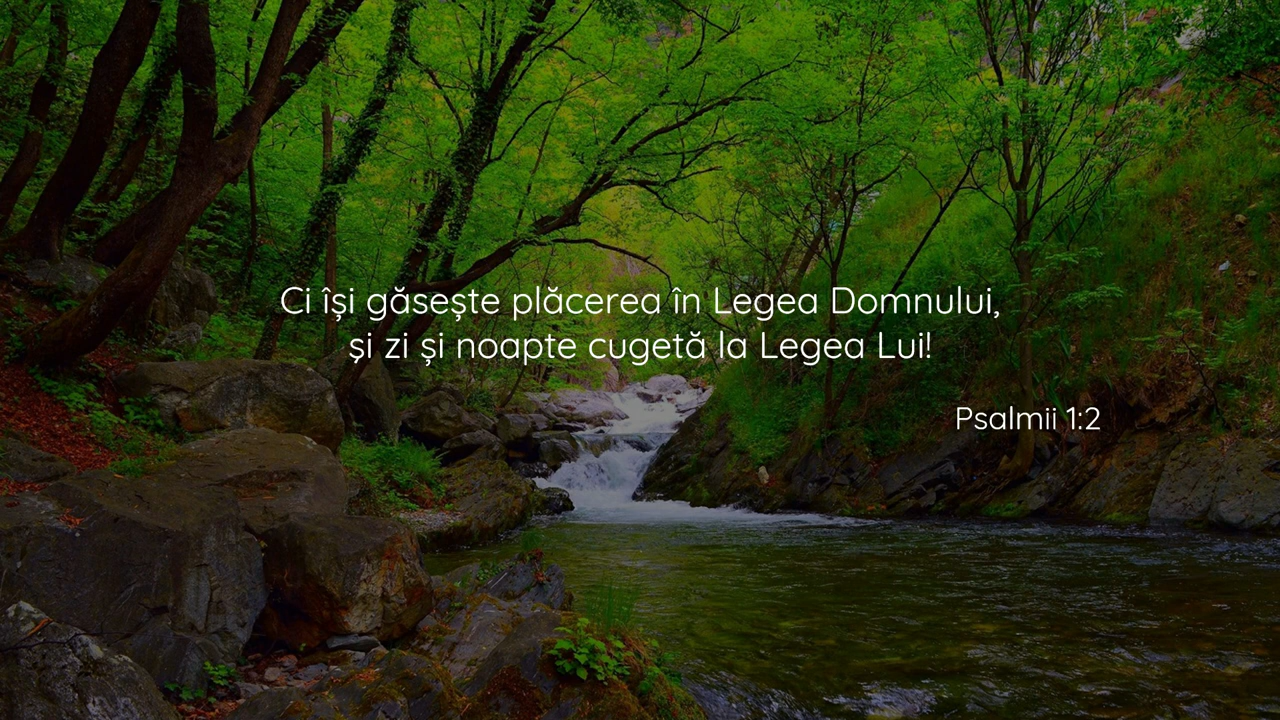 Ci își găsește plăcerea în Legea Domnului,
și zi și noapte cugetă la Legea Lui!
Psalmii 1:2